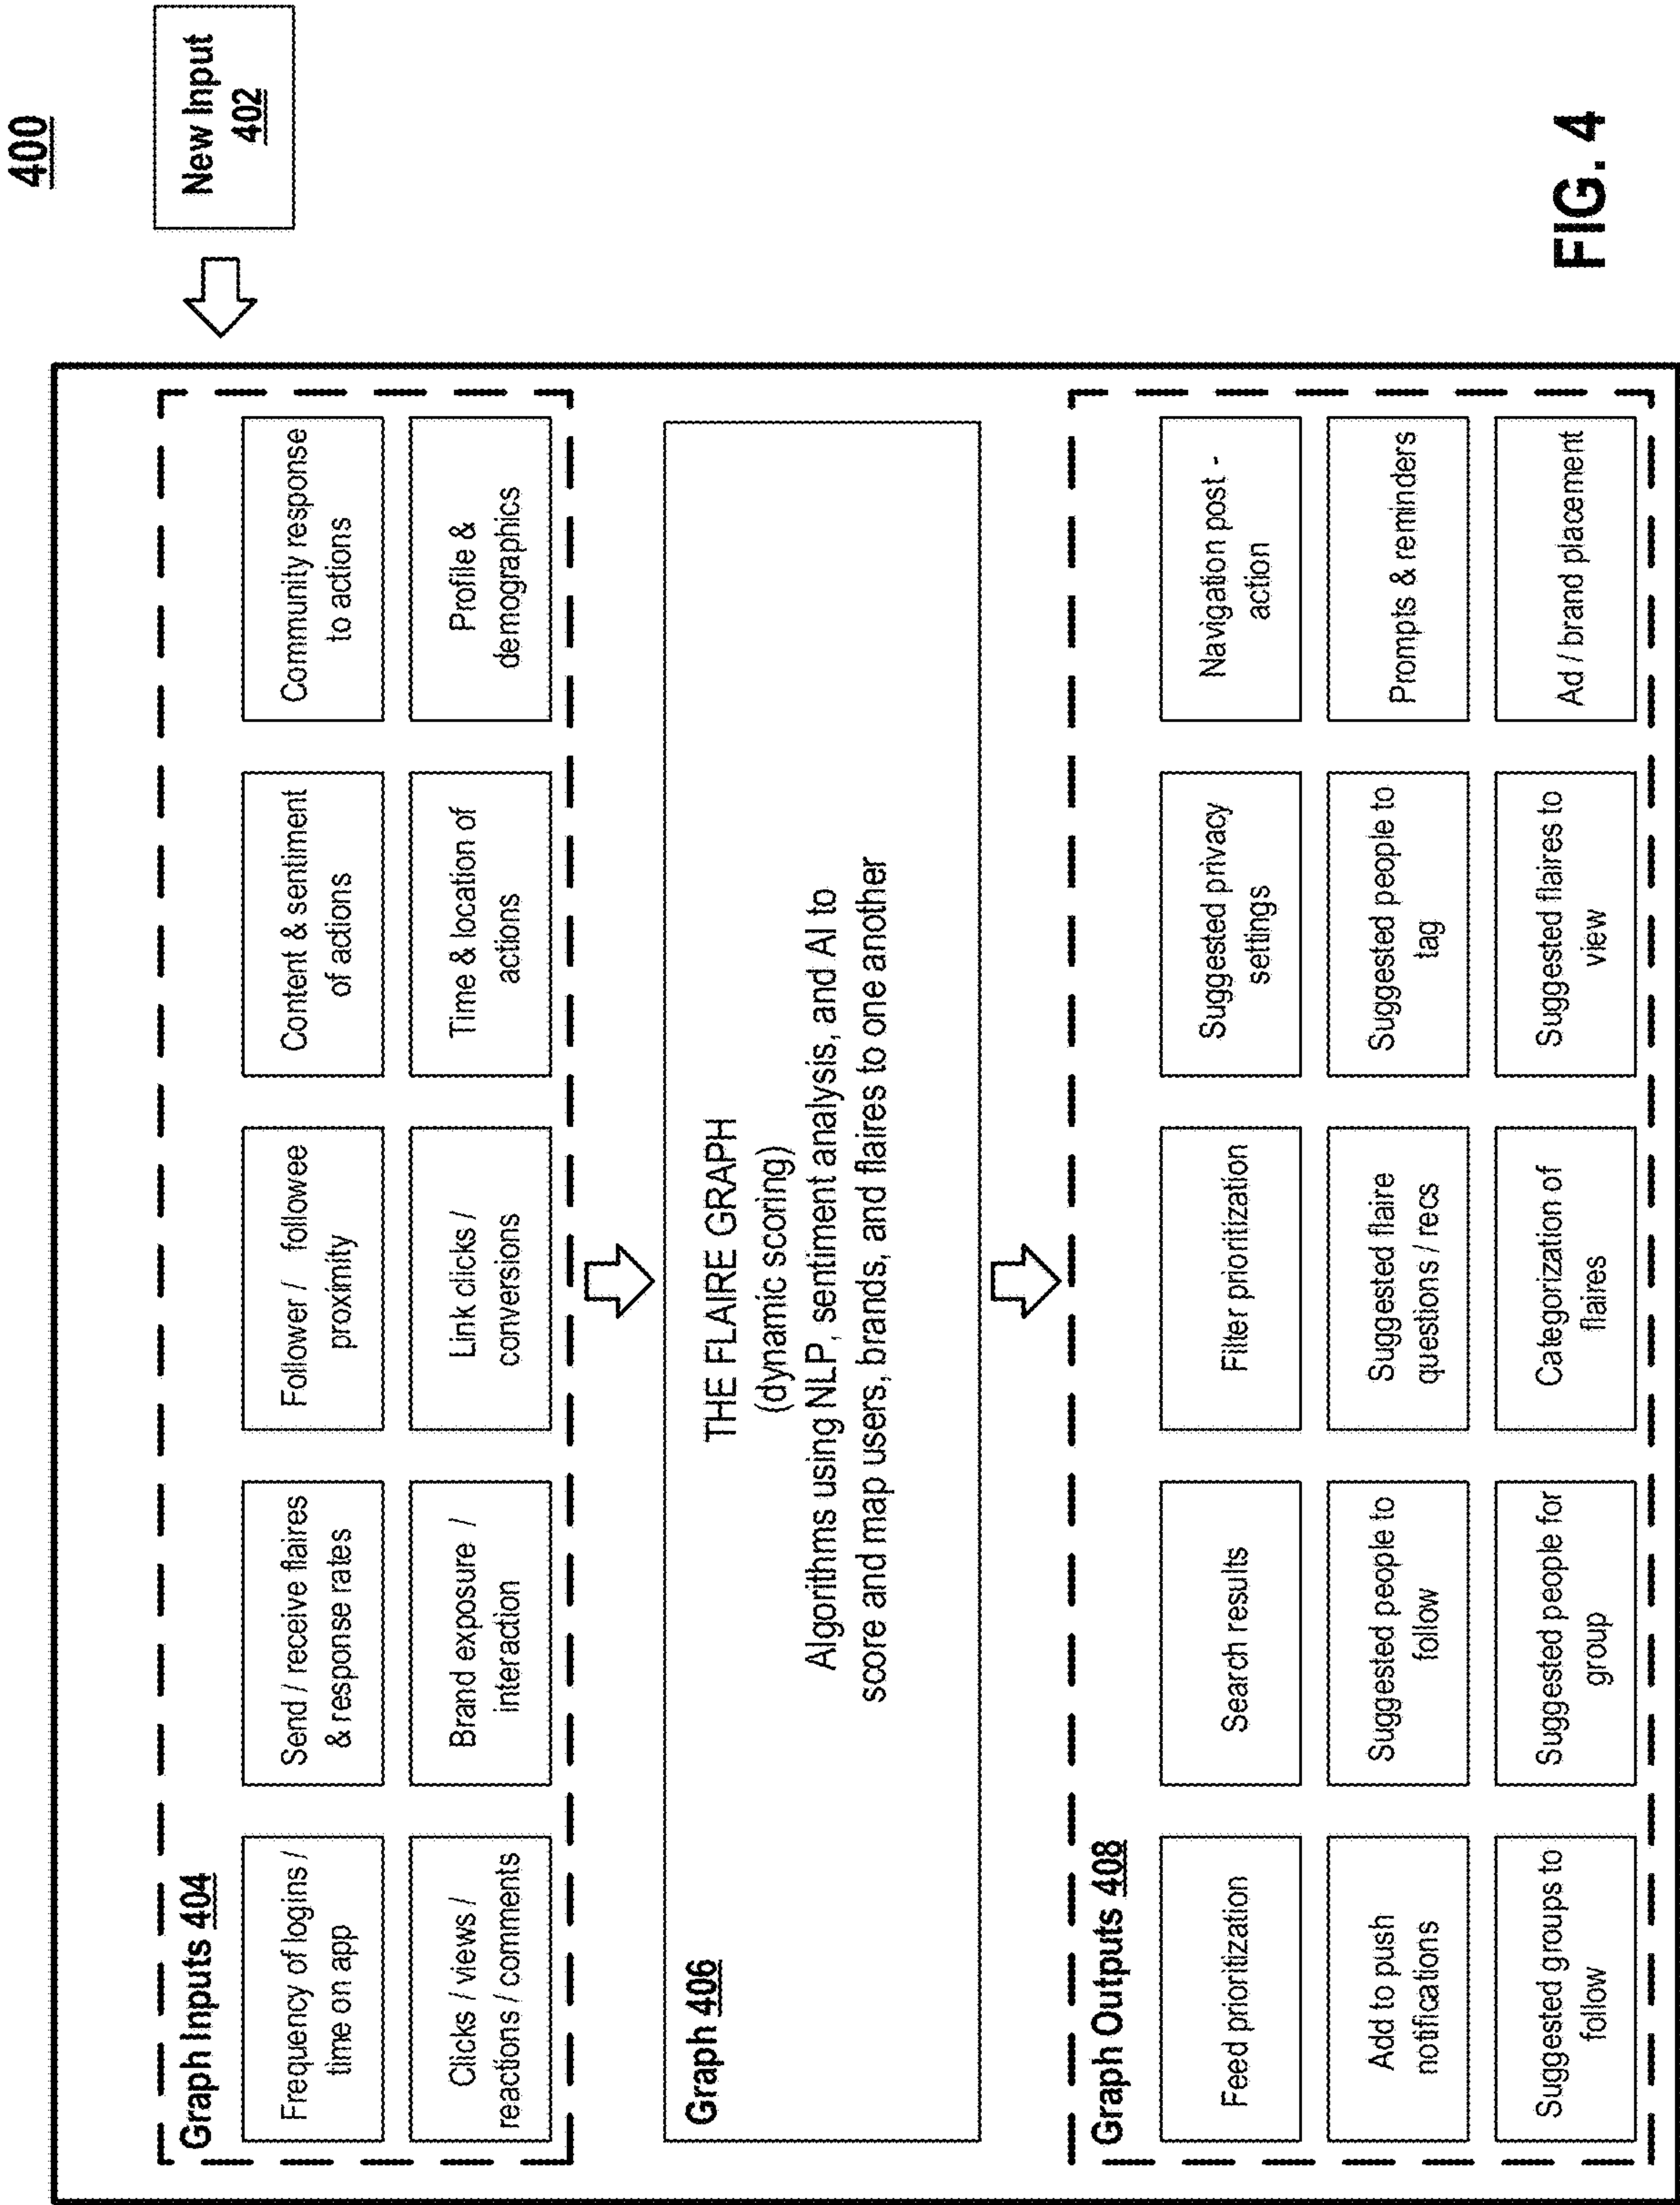 400
New Input
402
Graph Inputs 404
Frequency of logins /
time on app
Send / receive flaires
& response rates
Follower / followee
proximity
Content & sentiment
of actions
Community response
to actions
Clicks / views /
reactions / comments
Brand exposure /
interaction
Link clicks /
conversions
Time & location of
actions
Profile &
demographics
Graph 406
THE FLAIRE GRAPH
(dynamic scoring)
Algorithms using NLP, sentiment analysis, and AI to
score and map users, brands, and flaires to one another
Graph Outputs 408
Feed prioritization
Search results
Filter prioritization
Suggested privacy
settings
Navigation post -
action
Add to push
notifications
Suggested people to
follow
Suggested flaire
questions / recs
Suggested people to
tag
Prompts & reminders
Suggested groups to
follow
Suggested people for
group
Categorization of
flaires
Suggested flaires to
view
Ad / brand placement
FIG. 4